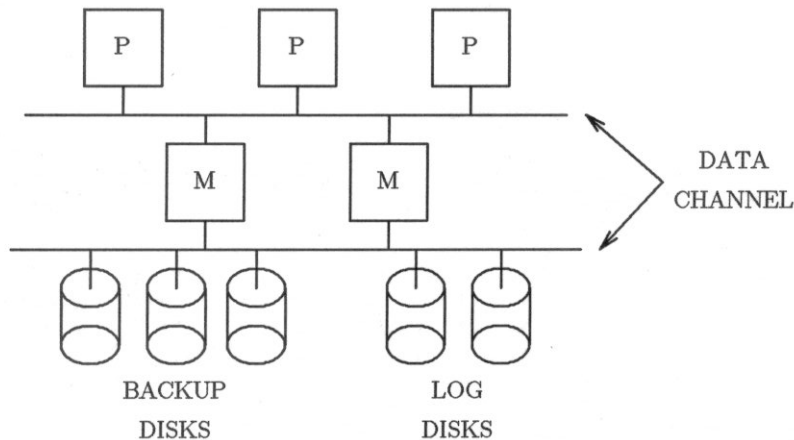 P
P
P
M
M
DATA
CHANNEL
BACKUP
DISKS
LOG
DISKS